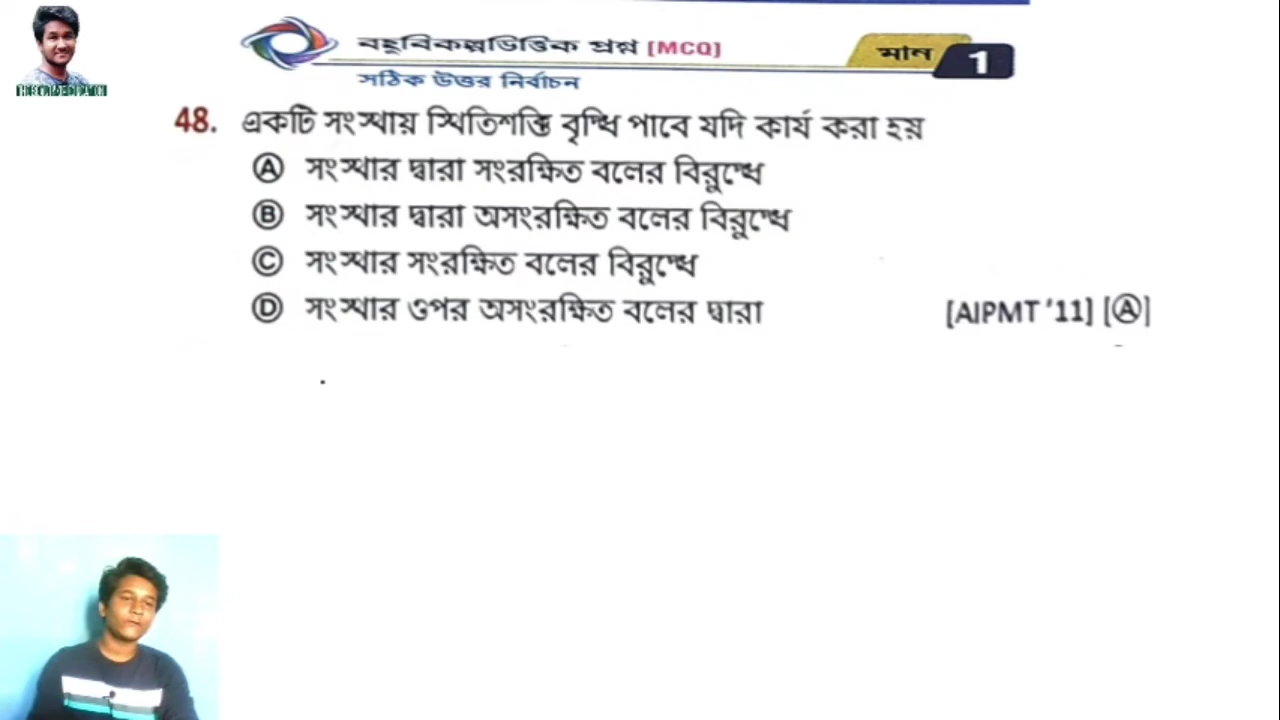 বহুবিকল্পভিত্তিক প্রশ্ন [MCQ]
মান 1
সঠিক উত্তর নির্বাচন
48. একটি সংস্থায় স্থিতিশক্তি বৃদ্ধি পাবে যদি কার্য করা হয়
Ⓐ সংস্থার দ্বারা সংরক্ষিত বলের বিরুদ্ধে
Ⓑ সংস্থার দ্বারা অসংরক্ষিত বলের বিরুদ্ধে
Ⓒ সংস্থার সংরক্ষিত বলের বিরুদ্ধে
Ⓓ সংস্থার ওপর অসংরক্ষিত বলের দ্বারা [AIPMT '11] [Ⓐ]